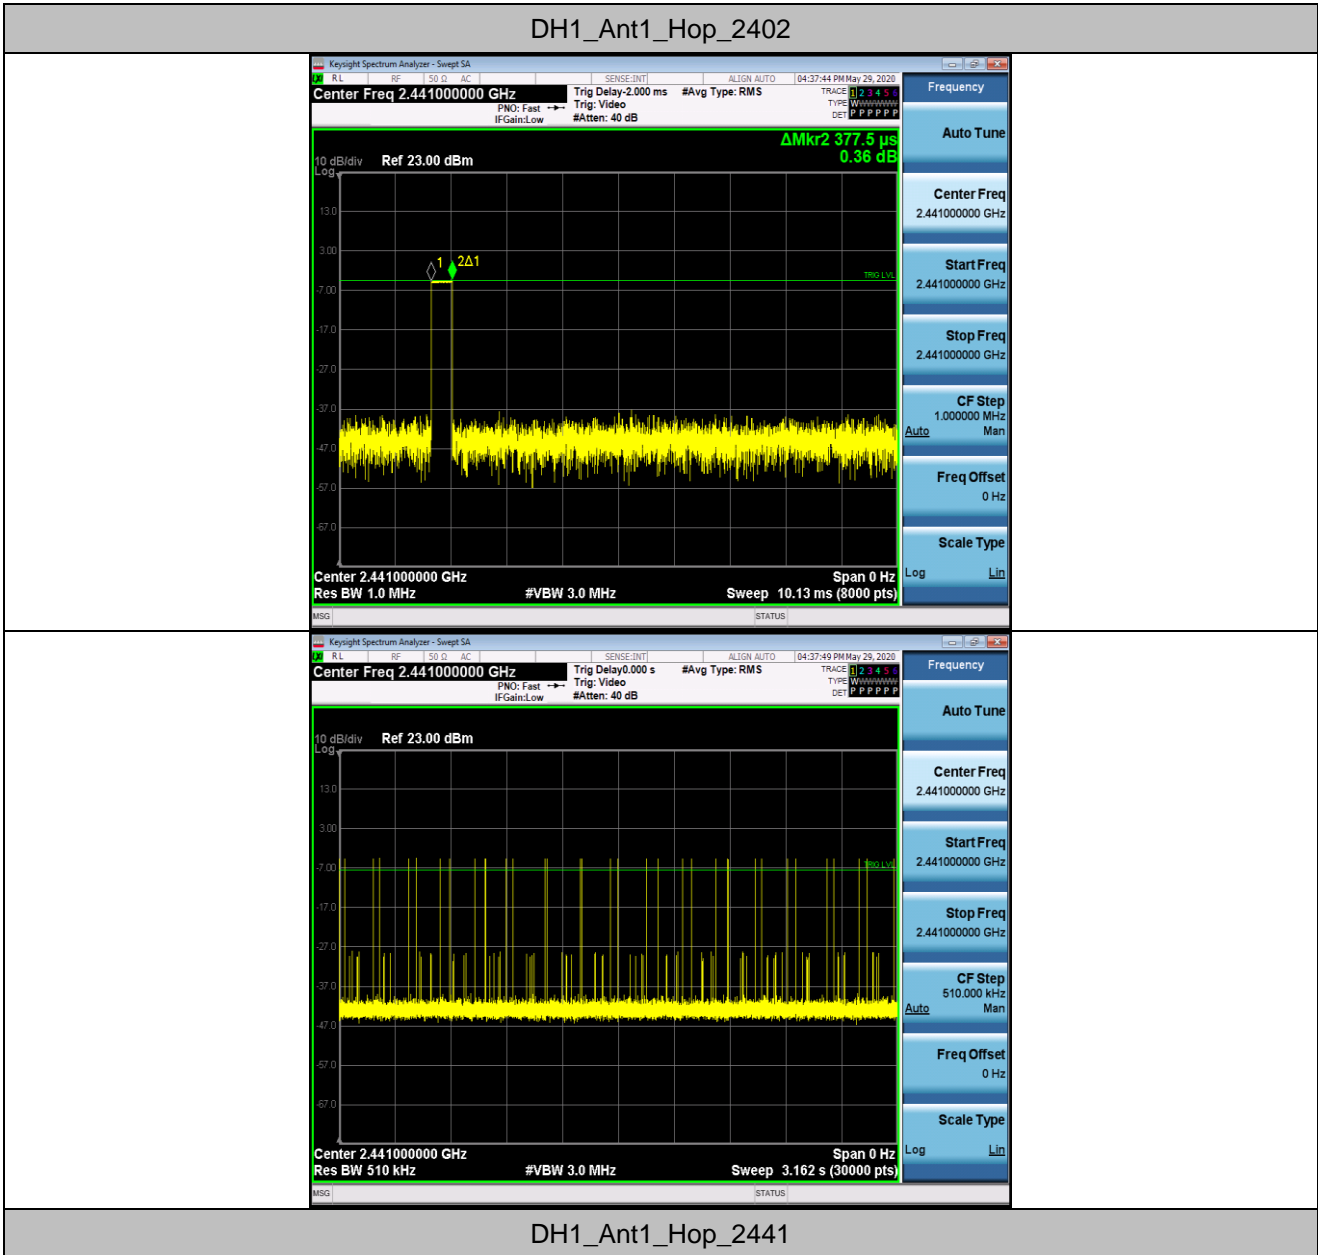 DH1_Ant1_Hop_2402
Keysight Spectrum Analyzer - Swept SA
RL RF 50 Ω AC SENSE:INT ALIGN AUTO 04:37:44 PM May 29, 2020
Center Freq 2.441000000 GHz
PNO: Fast
IFGain:Low
Trig Delay-2.000 ms
Trig: Video
#Atten: 40 dB
#Avg Type: RMS
TRACE 1 2 3 4 5 6
TYPE W
DET P P P P P P
ΔMkr2 377.5 µs
0.36 dB
10 dB/div Ref 23.00 dBm
Log
13.0
3.00
-7.00
-17.0
-27.0
-37.0
-47.0
-57.0
-67.0
1
2Δ1
TRIG LVL
Center 2.441000000 GHz Span 0 Hz
Res BW 1.0 MHz #VBW 3.0 MHz Sweep 10.13 ms (8000 pts)
MSG STATUS
Frequency
Auto Tune
Center Freq
2.441000000 GHz
Start Freq
2.441000000 GHz
Stop Freq
2.441000000 GHz
CF Step
1.000000 MHz
Auto Man
Freq Offset
0 Hz
Scale Type
Log Lin
Keysight Spectrum Analyzer - Swept SA
RL RF 50 Ω AC SENSE:INT ALIGN AUTO 04:37:49 PM May 29, 2020
Center Freq 2.441000000 GHz
PNO: Fast
IFGain:Low
Trig Delay0.000 s
Trig: Video
#Atten: 40 dB
#Avg Type: RMS
TRACE 1 2 3 4 5 6
TYPE W
DET P P P P P P
10 dB/div Ref 23.00 dBm
Log
13.0
3.00
-7.00
-17.0
-27.0
-37.0
-47.0
-57.0
-67.0
TRIG LVL
Center 2.441000000 GHz Span 0 Hz
Res BW 510 kHz #VBW 3.0 MHz Sweep 3.162 s (30000 pts)
MSG STATUS
Frequency
Auto Tune
Center Freq
2.441000000 GHz
Start Freq
2.441000000 GHz
Stop Freq
2.441000000 GHz
CF Step
510.000 kHz
Auto Man
Freq Offset
0 Hz
Scale Type
Log Lin
DH1_Ant1_Hop_2441